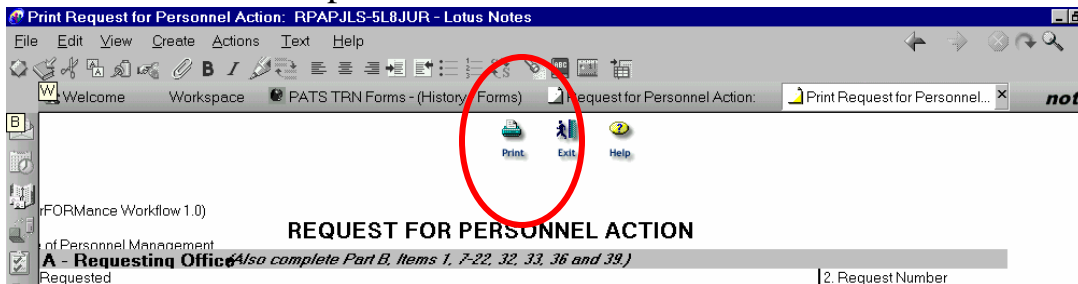 Print Request for Personnel Action: RPAPJLS-5L8JUR - Lotus Notes
File Edit View Create Actions Text Help
B I
W Welcome Workspace PATS TRN Forms - (History Forms) Request for Personnel Action: Print Request for Personnel... × not
B
Print Exit Help
rFORMance Workflow 1.0)
REQUEST FOR PERSONNEL ACTION
of Personnel Management
A - Requesting Office (Also complete Part B, Items 1, 7-22, 32, 33, 36 and 39.)
Requested 2. Request Number